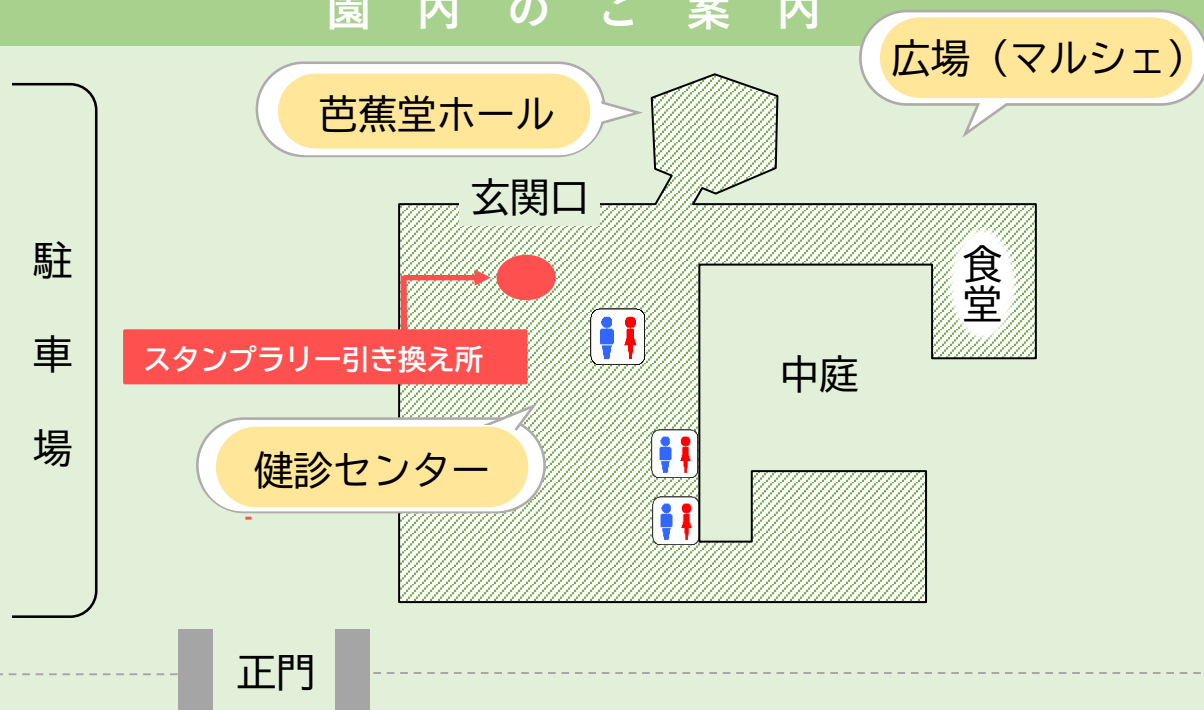 園内のご案内
広場（マルシェ）
芭蕉堂ホール
玄関口
食堂
駐車場
スタンプラリー引き換え所
中庭
健診センター
正門